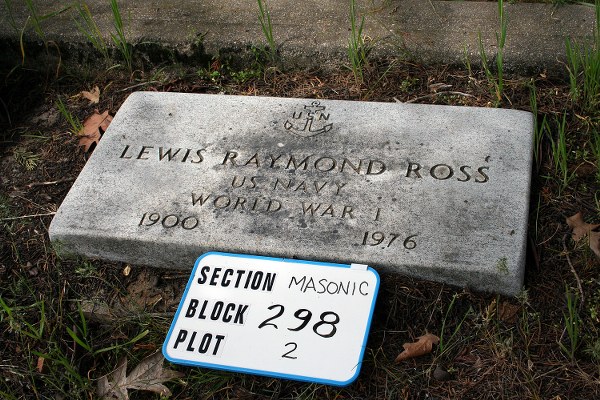 USN
LEWIS RAYMOND ROSS
US NAVY
WORLD WAR I
1900 1976
SECTION MASONIC
BLOCK 298
PLOT 2